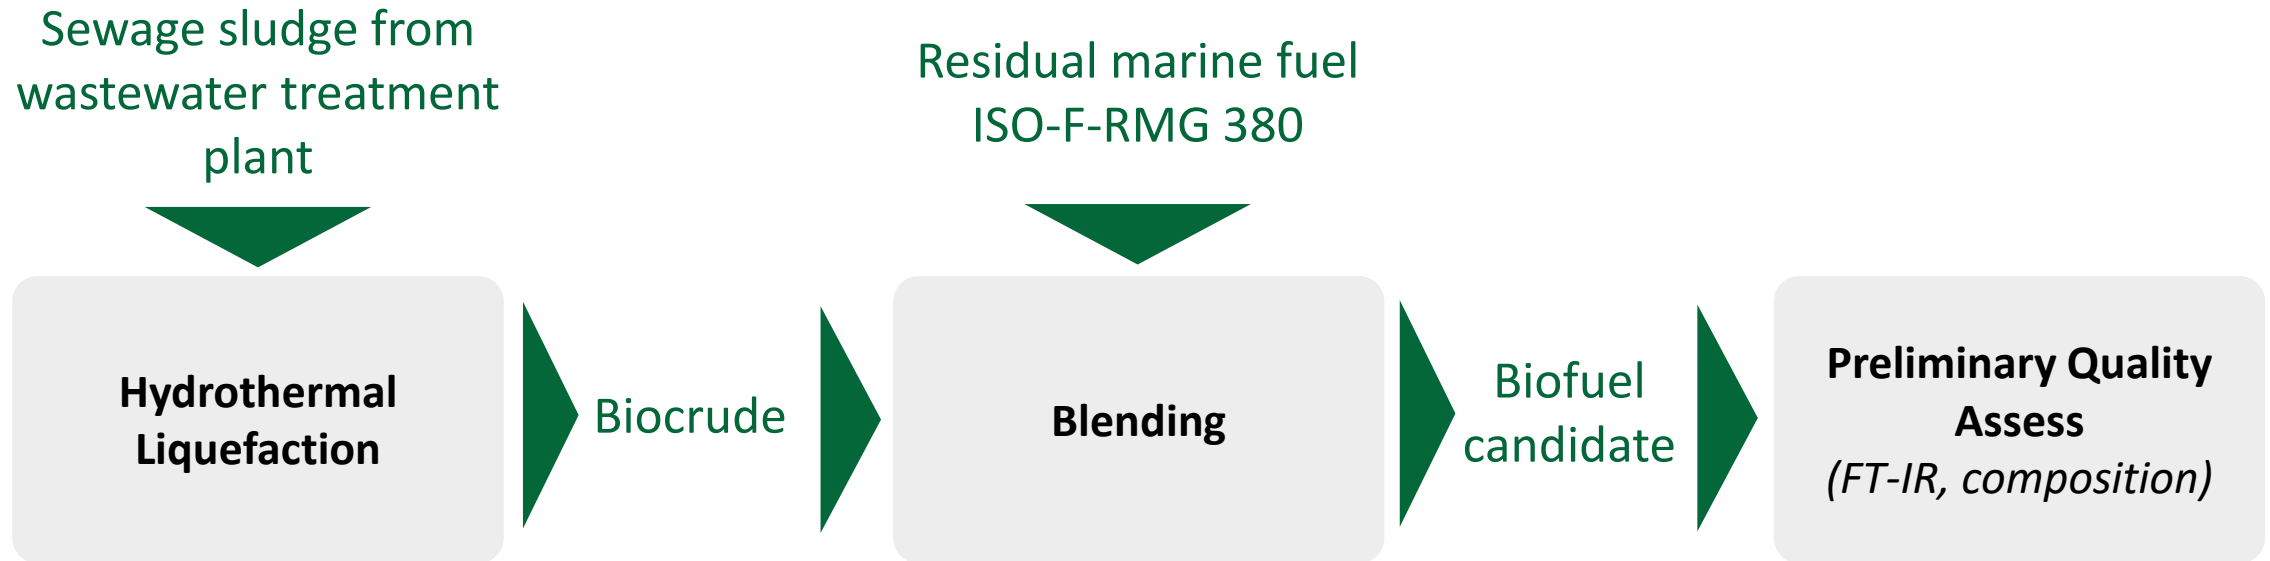 Sewage sludge from
wastewater treatment
plant
Residual marine fuel
ISO-F-RMG 380
Hydrothermal
Liquefaction
Biocrude
Blending
Biofuel
candidate
Preliminary Quality
Assess
(FT-IR, composition)